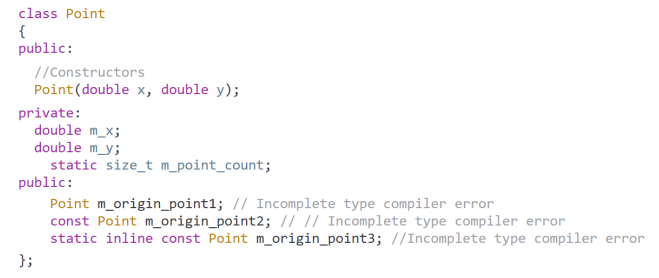 class Point
{
public:
//Constructors
Point(double x, double y);
private:
double m_x;
double m_y;
static size_t m_point_count;
public:
Point m_origin_point1; // Incomplete type compiler error
const Point m_origin_point2; // // Incomplete type compiler error
static inline const Point m_origin_point3; //Incomplete type compiler error
};